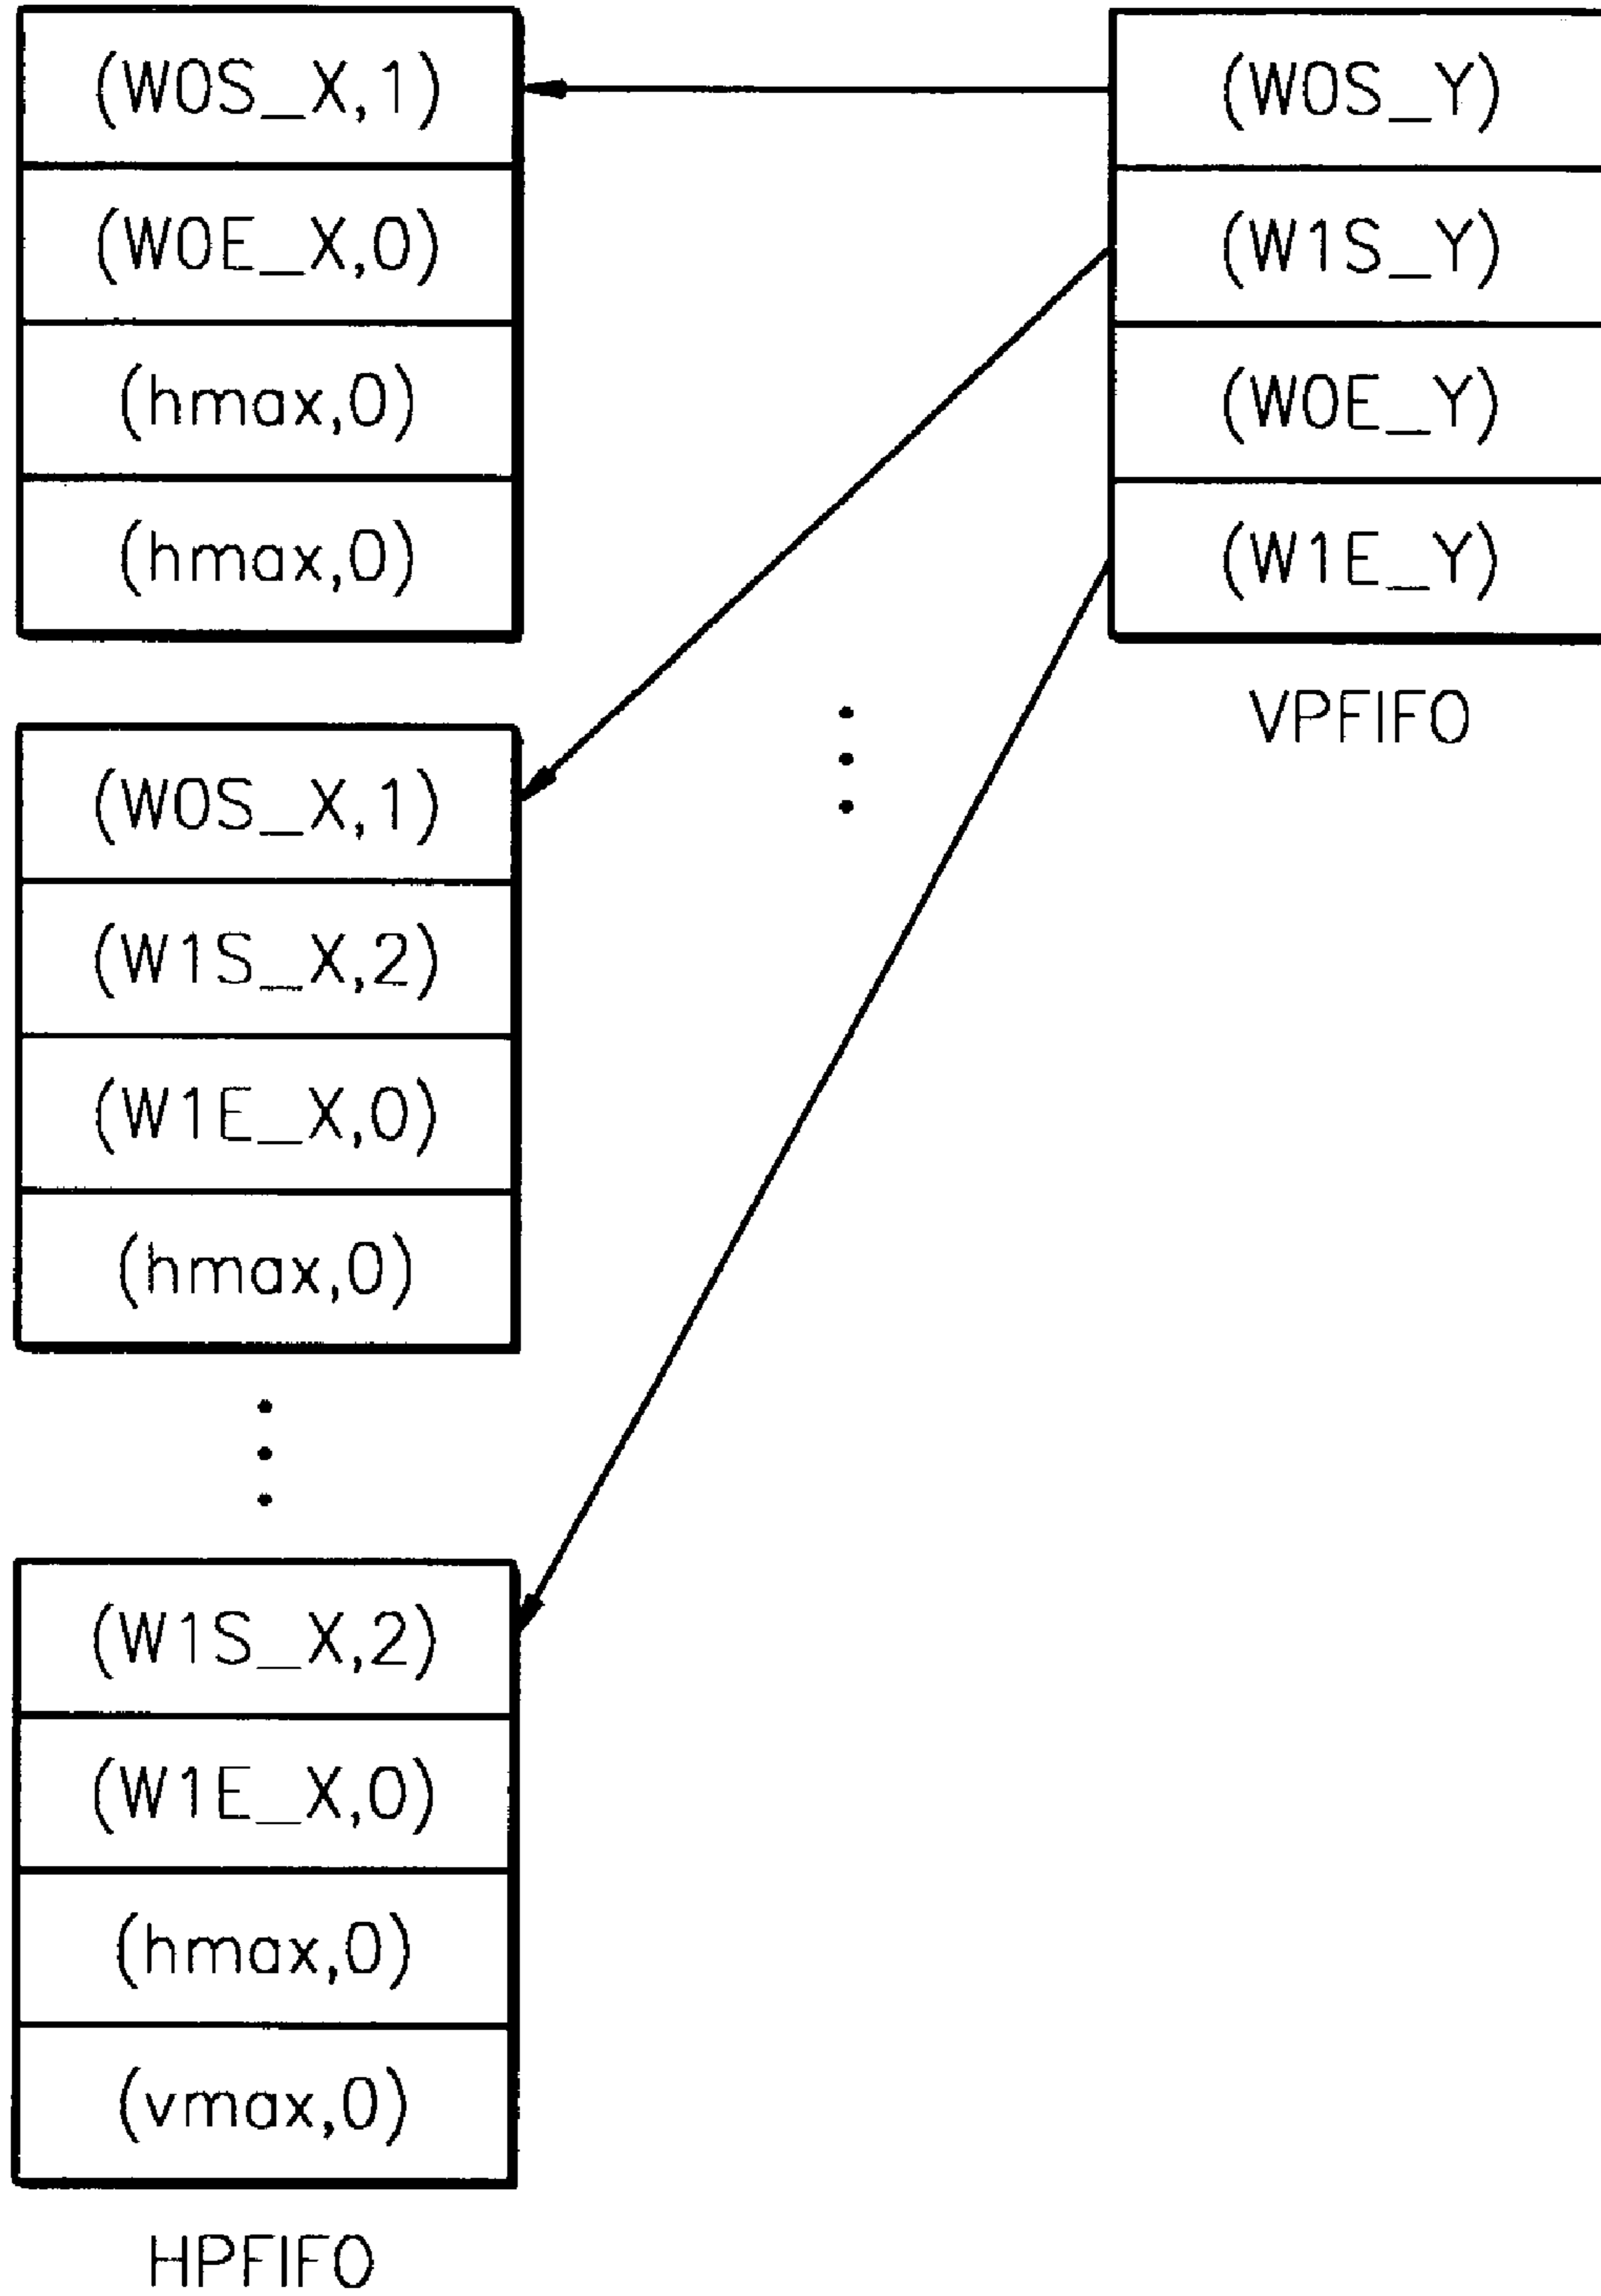 (W0S_X,1)
(W0E_X,0)
(hmax,0)
(hmax,0)
(W0S_Y)
(W1S_Y)
(W0E_Y)
(W1E_Y)
VPFIFO
(W0S_X,1)
(W1S_X,2)
(W1E_X,0)
(hmax,0)
(W1S_X,2)
(W1E_X,0)
(hmax,0)
(vmax,0)
HPFIFO